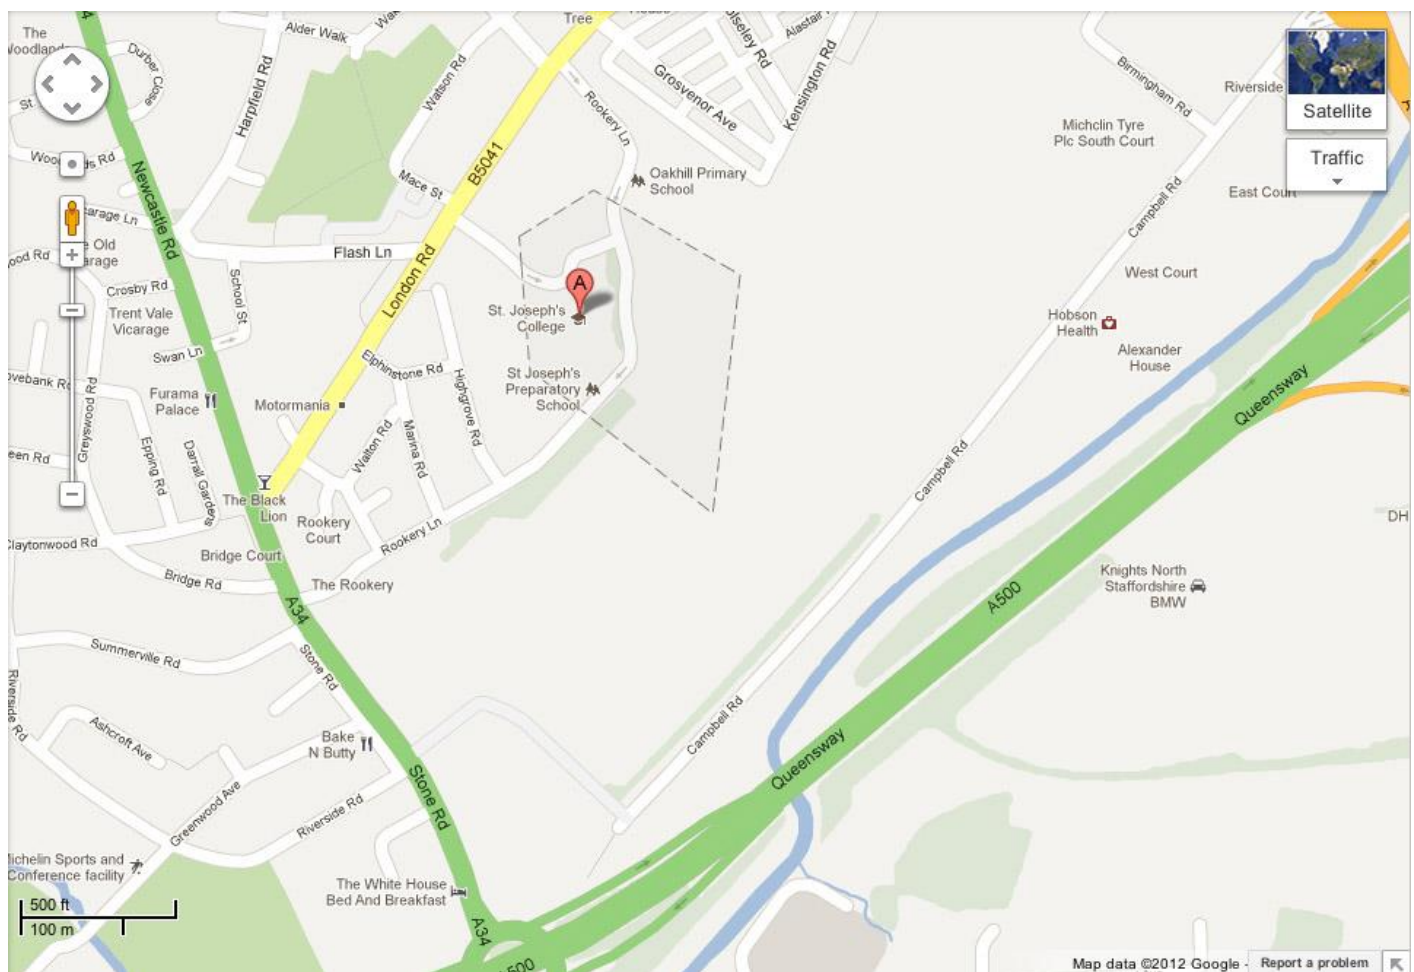 The
Tree
Alder Walk
Durber Close
Harpfield Rd
Watson Rd
Rookery Ln
Grosvenor Ave
Kensington Rd
Birmingham Rd
Riverside
Satellite
Traffic
Michclin Tyre
Plc South Court
East Court
St
Newcastle Rd
B5041
Mace St
Oakhill Primary
School
Campbell Rd
Flash Ln
London Rd
School St
Crosby Rd
Trent Vale
Vicarage
Swan Ln
A
St. Joseph's
College
West Court
Hobson
Health
Alexander
House
Elphinstone Rd
Highgrove Rd
St Joseph's
Preparatory
School
Furama
Palace
Motormania
Greyswood Rd
Epping Rd
Darrall Gardens
Walton Rd
Marina Rd
Queensway
Campbell Rd
The Black
Lion
Rookery
Court
Rookery Ln
Claytonwood Rd
Bridge Court
Bridge Rd
The Rookery
DH
A34
A500
Knights North
Staffordshire
BMW
Summerville Rd
Stone Rd
Riverside Rd
Ashcroft Ave
Bake
N Butty
Campbell Rd
Queensway
Greenwood Ave
Riverside Rd
Stone Rd
Michelin Sports and
Conference facility
The White House
Bed And Breakfast
A34
500 ft
100 m
Map data ©2012 Google -
Report a problem